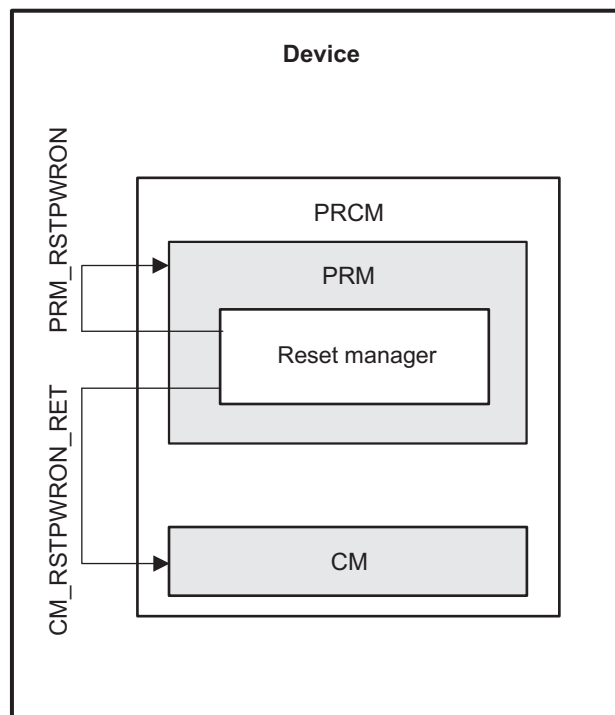 Device
PRM_RSTPWRON
PRCM
PRM
Reset manager
CM_RSTPWRON_RET
CM